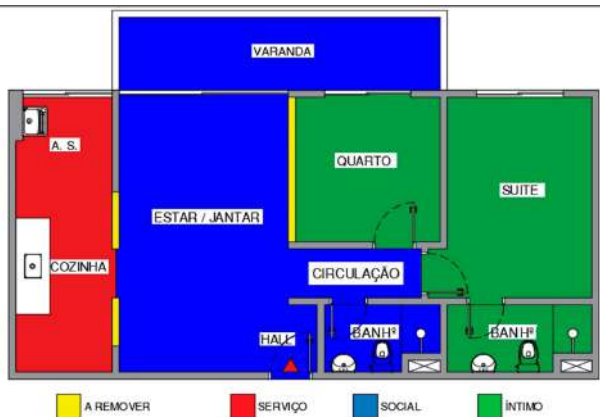 VARANDA
A. S.
QUARTO
SUITE
ESTAR / JANTAR
COZINHA
CIRCULAÇÃO
HALL
BANHº
BANHº
A REMOVER
SERVIÇO
SOCIAL
ÍNTIMO